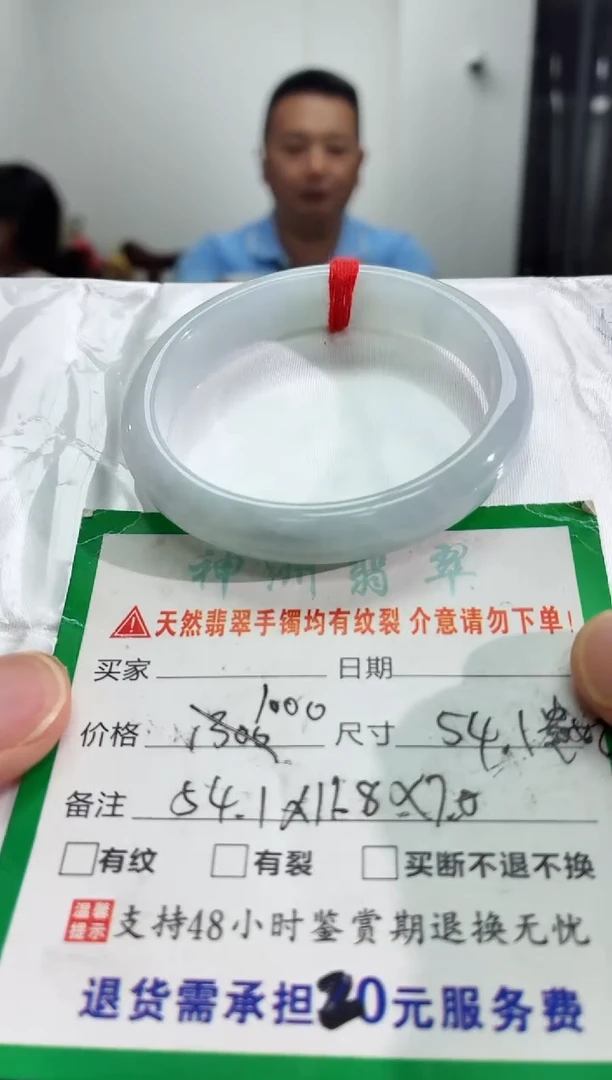 神洲翡翠
天然翡翠手镯均有纹裂 介意请勿下单!
买家 日期
价格: 1300 1000 尺寸 54.1
备注 54.1X12.8X7.0
有纹 有裂 买断不退不换
温馨提示 支持48小时鉴赏期退换无忧
退货需承担20元服务费